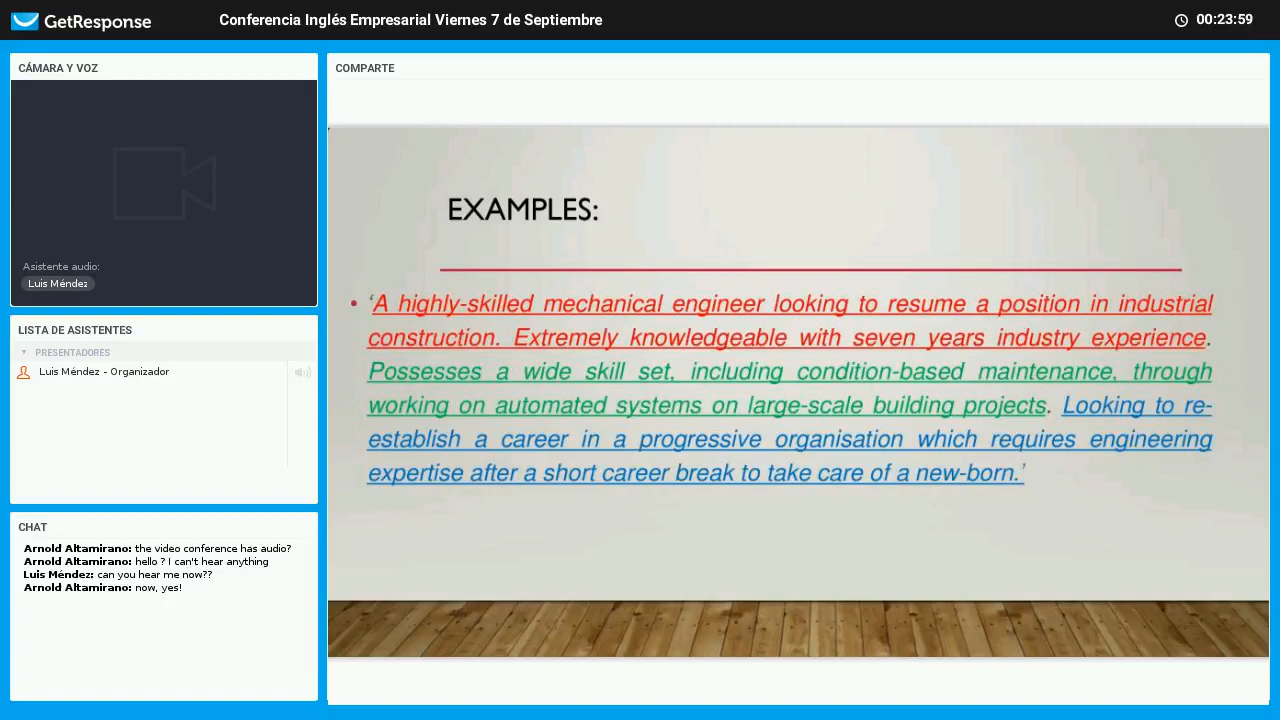 GetResponse
Conferencia Inglés Empresarial Viernes 7 de Septiembre
00:23:59
CÁMARA Y VOZ
Asistente audio:
Luis Méndez
LISTA DE ASISTENTES
PRESENTADORES
Luis Méndez - Organizador
CHAT
Arnold Altamirano: the video conference has audio?
Arnold Altamirano: hello ? I can't hear anything
Luis Méndez: can you hear me now??
Arnold Altamirano: now, yes!
COMPARTE
EXAMPLES:
• ‘A highly-skilled mechanical engineer looking to resume a position in industrial
construction. Extremely knowledgeable with seven years industry experience.
Possesses a wide skill set, including condition-based maintenance, through
working on automated systems on large-scale building projects. Looking to re-
establish a career in a progressive organisation which requires engineering
expertise after a short career break to take care of a new-born.’